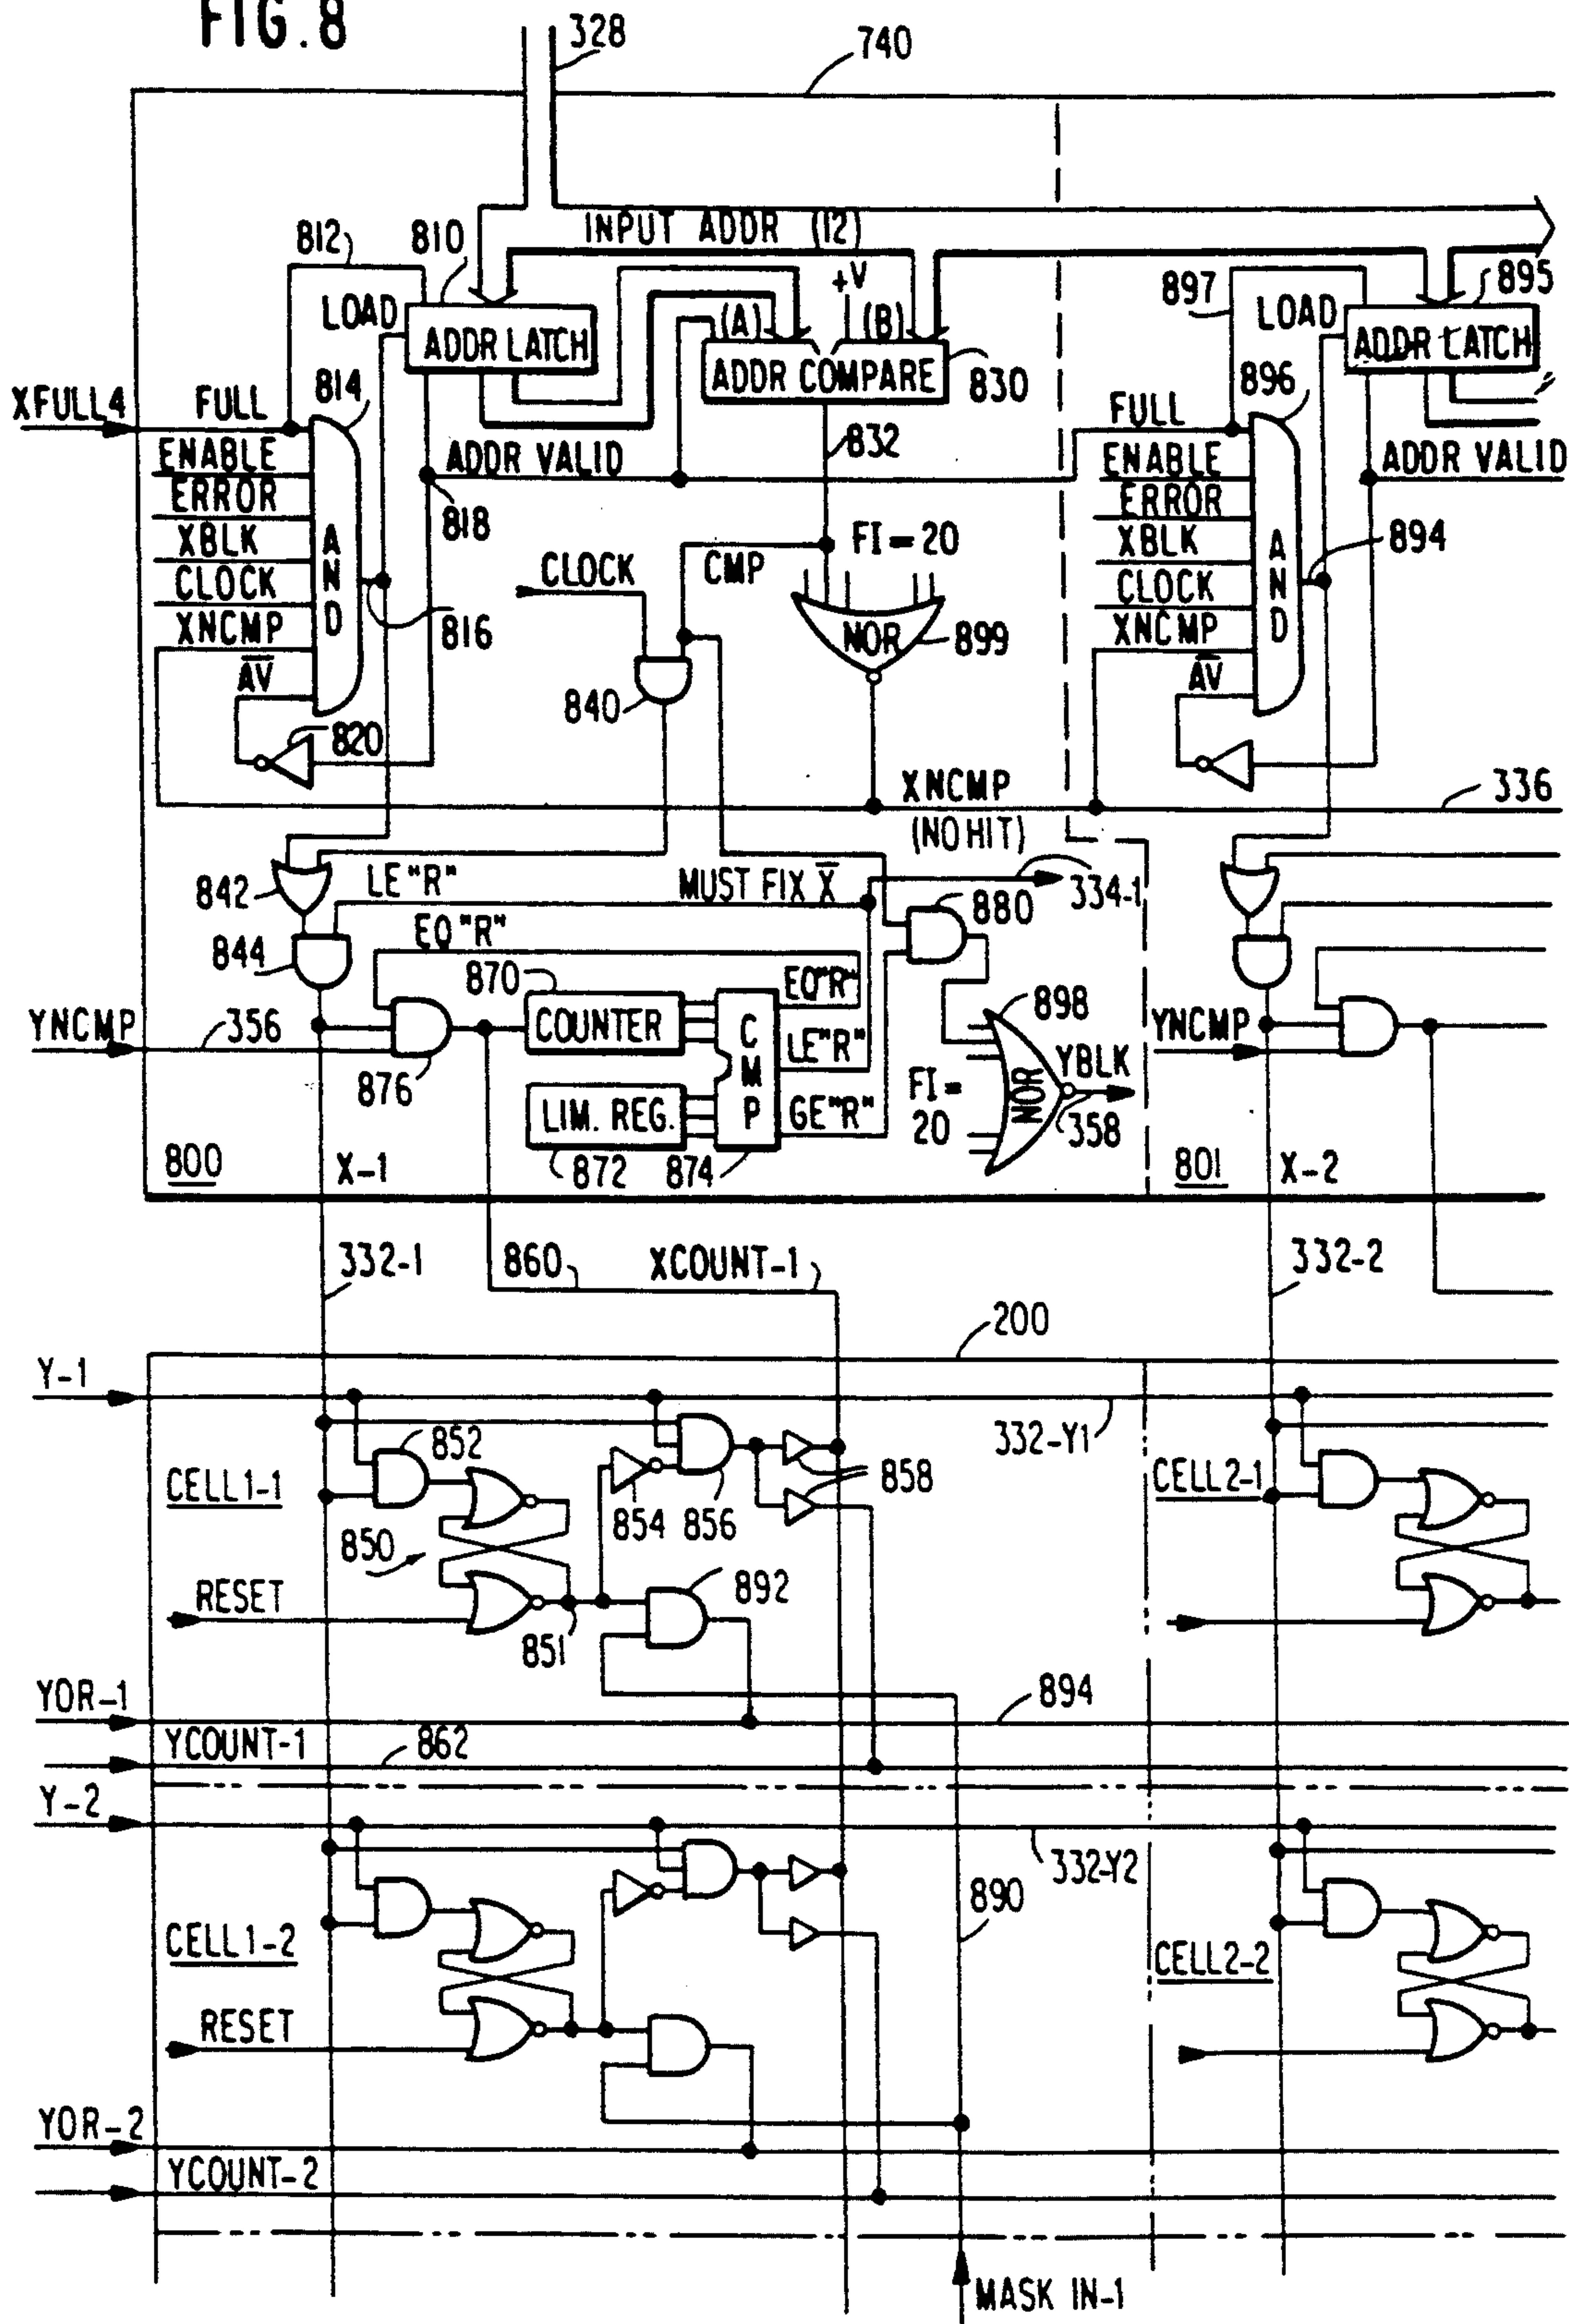 FIG.8
328
740
INPUT ADDR (12)
812
810
+V
897
895
LOAD
(A)
(B)
LOAD
ADDR LATCH
ADDR COMPARE
830
ADDR LATCH
814
896
XFULL4
FULL
832
FULL
ENABLE
ADDR VALID
ENABLE
ADDR VALID
ERROR
818
ERROR
XBLK
FI=20
XBLK
894
CLOCK
CLOCK
CMP
CLOCK
AND
AND
XNCMP
816
NOR
899
XNCMP
A̅V̅
840
A̅V̅
820
XNCMP
336
(NO HIT)
842
LE"R"
MUST FIX X̅
334-1
880
844
EQ"R"
870
EQ"R"
898
YNCMP
356
COUNTER
CMP
LE"R"
YBLK
YNCMP
876
FI=
20
NOR
LIM. REG.
GE"R"
358
800
X-1
872
874
801
X-2
332-1
860
XCOUNT-1
332-2
200
Y-1
852
332-Y1
CELL1-1
858
CELL2-1
854
856
850
RESET
892
851
YOR-1
894
YCOUNT-1
862
Y-2
332-Y2
890
CELL1-2
CELL2-2
RESET
YOR-2
YCOUNT-2
MASK IN-1